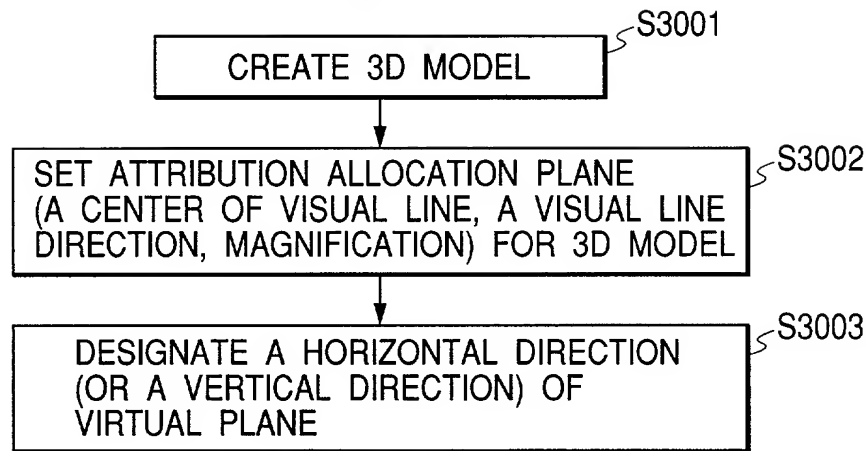 S3001
CREATE 3D MODEL
S3002
SET ATTRIBUTION ALLOCATION PLANE
(A CENTER OF VISUAL LINE, A VISUAL LINE
DIRECTION, MAGNIFICATION) FOR 3D MODEL
S3003
DESIGNATE A HORIZONTAL DIRECTION
(OR A VERTICAL DIRECTION) OF
VIRTUAL PLANE